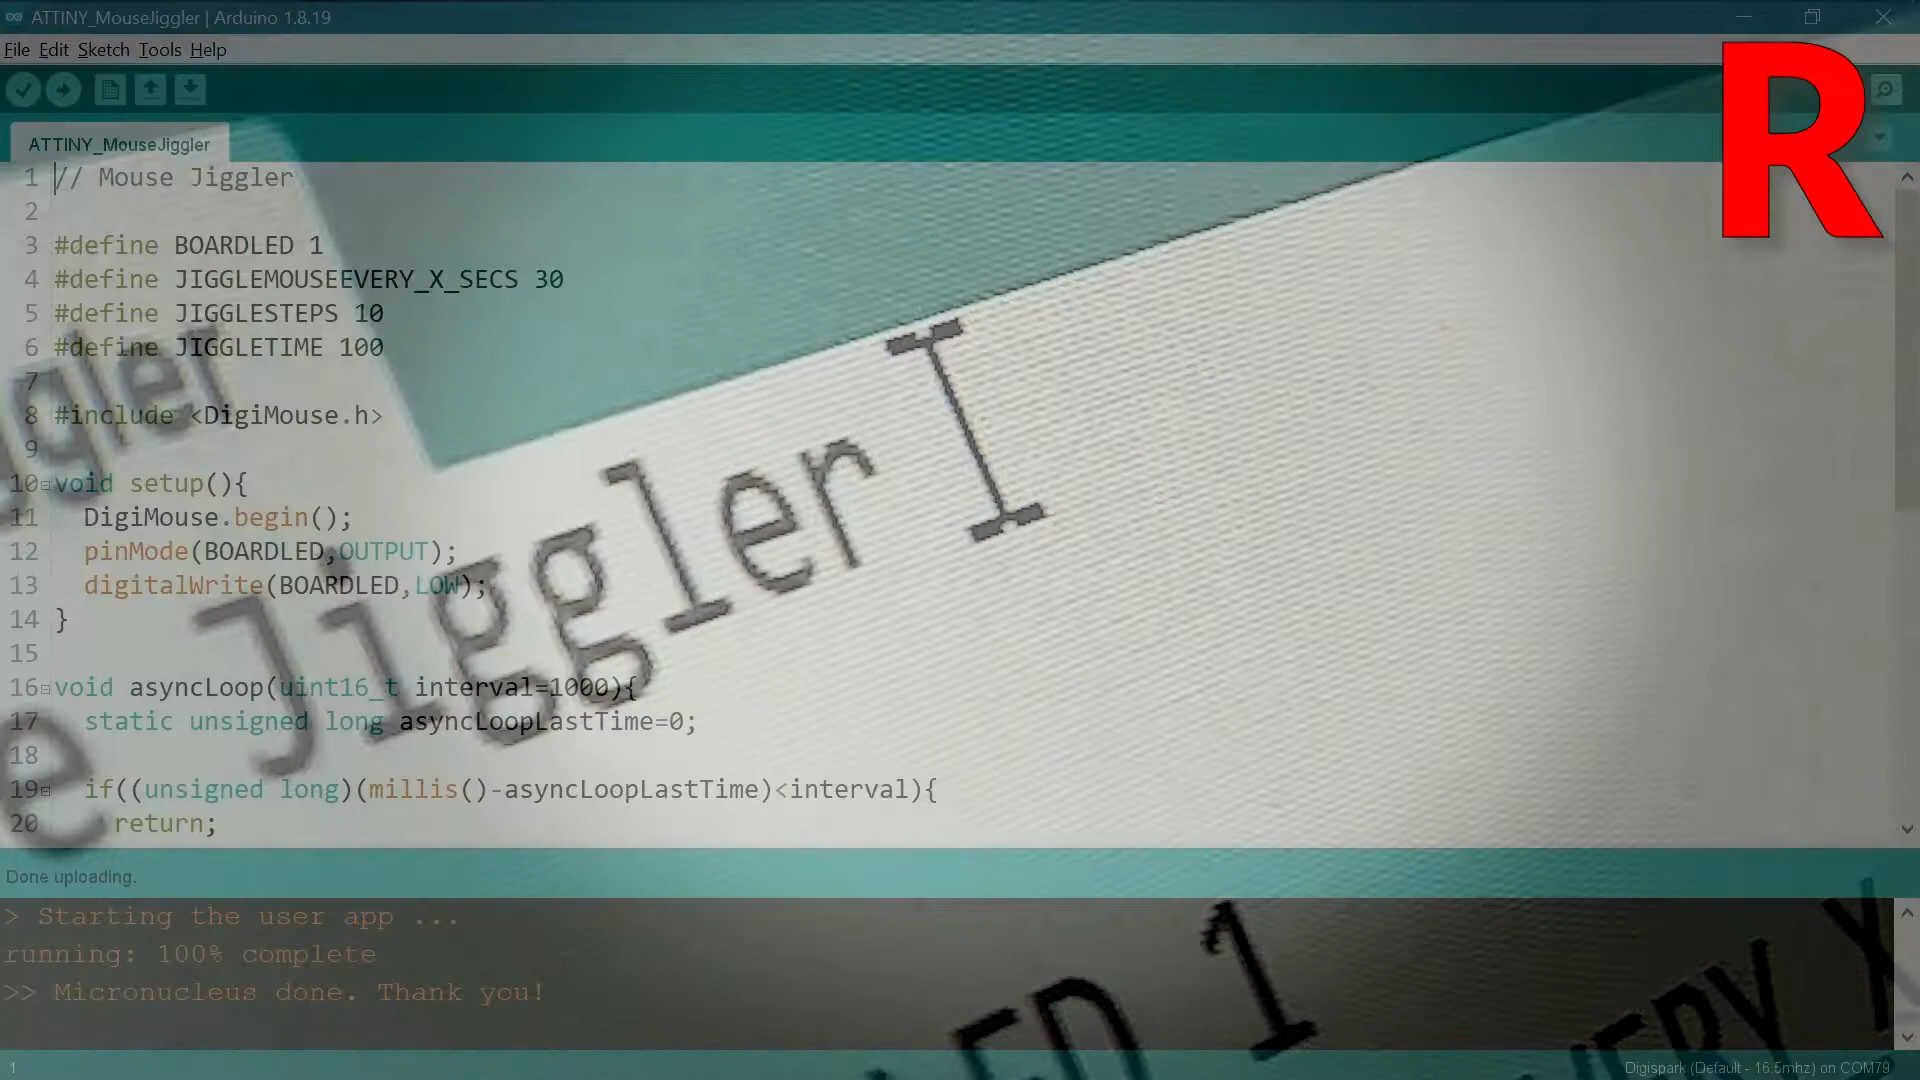 ATTINY_MouseJiggler | Arduino 1.8.19
File Edit Sketch Tools Help
R
ATTINY_MouseJiggler
1 // Mouse Jiggler
2
3 #define BOARDLED 1
4 #define JIGGLEMOUSEEVERY_X_SECS 30
5 #define JIGGLESTEPS 10
6 #define JIGGLETIME 100
7
8 #include <DigiMouse.h>
9
10 void setup(){
11 DigiMouse.begin();
12 pinMode(BOARDLED,OUTPUT);
13 digitalWrite(BOARDLED,LOW);
14 }
15
16 void asyncLoop(uint16_t interval=1000){
17 static unsigned long asyncLoopLastTime=0;
18
19 if((unsigned long)(millis()-asyncLoopLastTime)<interval){
20 return;
ggler
e Jiggler
Done uploading.
> Starting the user app ...
running: 100% complete
>> Micronucleus done. Thank you!
LED 1
VERY X
1
Digispark (Default - 16.5mhz) on COM79